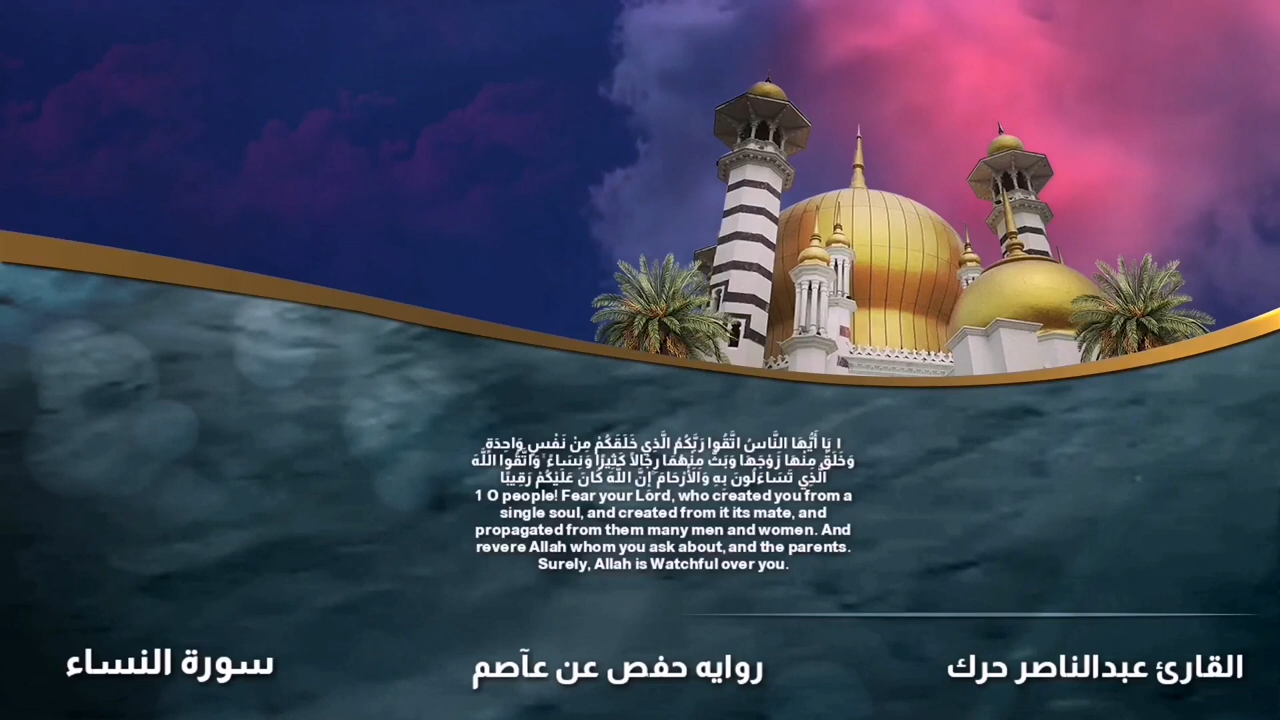 ١ يَا أَيُّهَا النَّاسُ اتَّقُوا رَبَّكُمُ الَّذِي خَلَقَكُمْ مِنْ نَفْسٍ وَاحِدَةٍ
وَخَلَقَ مِنْهَا زَوْجَهَا وَبَثَّ مِنْهُمَا رِجَالًا كَثِيرًا وَنِسَاءً ۚ وَاتَّقُوا اللَّهَ
الَّذِي تَسَاءَلُونَ بِهِ وَالْأَرْحَامَ ۚ إِنَّ اللَّهَ كَانَ عَلَيْكُمْ رَقِيبًا
1 O people! Fear your Lord, who created you from a
single soul, and created from it its mate, and
propagated from them many men and women. And
revere Allah whom you ask about, and the parents.
Surely, Allah is Watchful over you.
القارئ عبدالناصر حرك
روايه حفص عن عآصم
سورة النساء